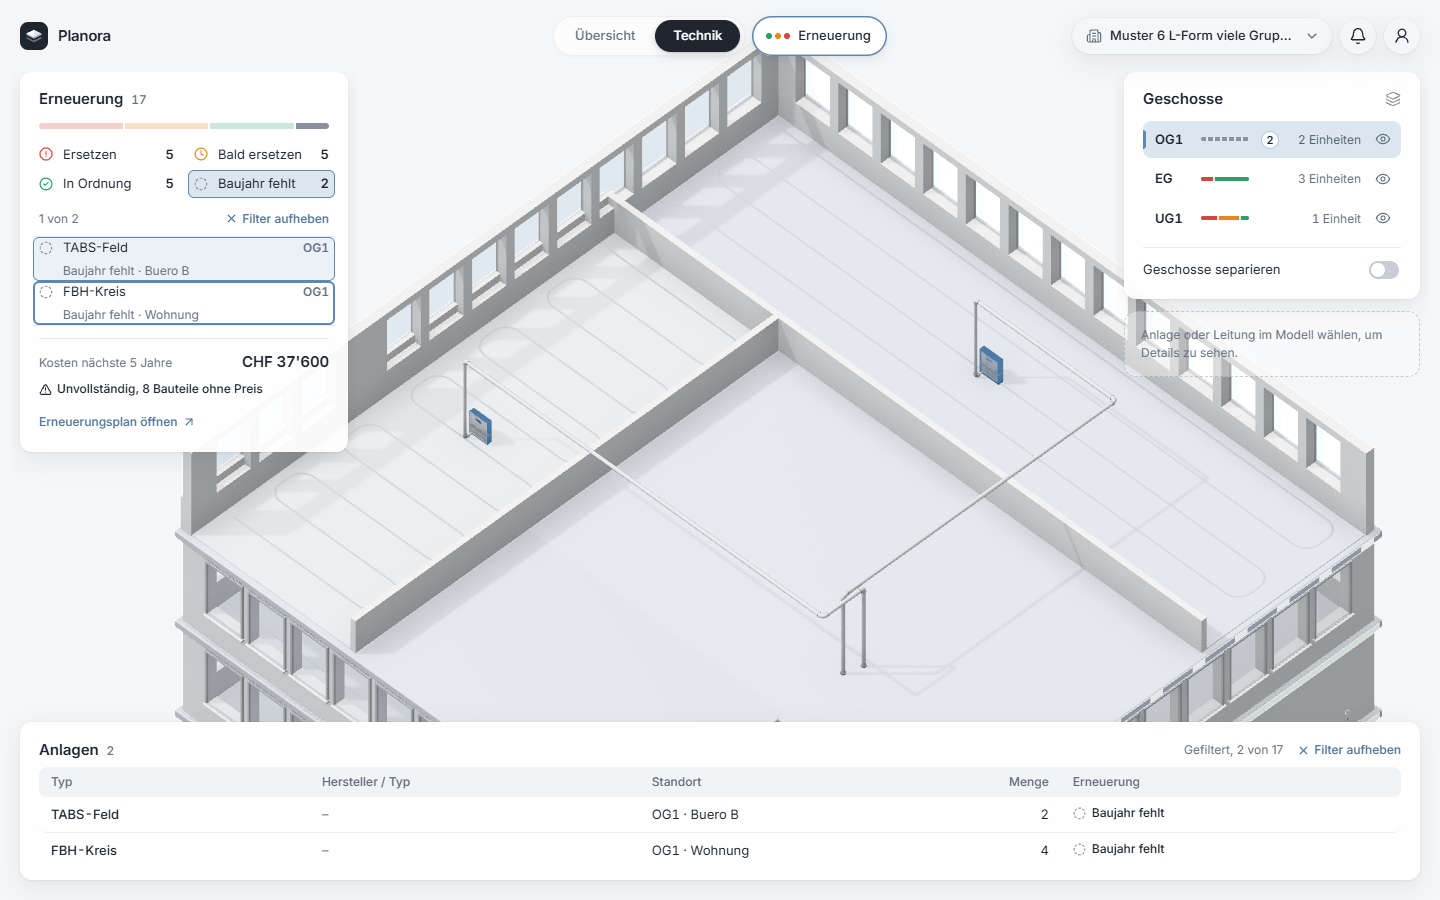 Planora
Übersicht
Technik
Erneuerung
Muster 6 L-Form viele Grup...
Erneuerung 17
Ersetzen 5
Bald ersetzen 5
In Ordnung 5
Baujahr fehlt 2
1 von 2
Filter aufheben
TABS-Feld OG1
Baujahr fehlt · Buero B
FBH-Kreis OG1
Baujahr fehlt · Wohnung
Kosten nächste 5 Jahre CHF 37'600
Unvollständig, 8 Bauteile ohne Preis
Erneuerungsplan öffnen
Geschosse
OG1 2 2 Einheiten
EG 3 Einheiten
UG1 1 Einheit
Geschosse separieren
Anlage oder Leitung im Modell wählen, um
Details zu sehen.
Anlagen 2
Gefiltert, 2 von 17 Filter aufheben
Typ Hersteller / Typ Standort Menge Erneuerung
TABS-Feld – OG1 · Buero B 2 Baujahr fehlt
FBH-Kreis – OG1 · Wohnung 4 Baujahr fehlt